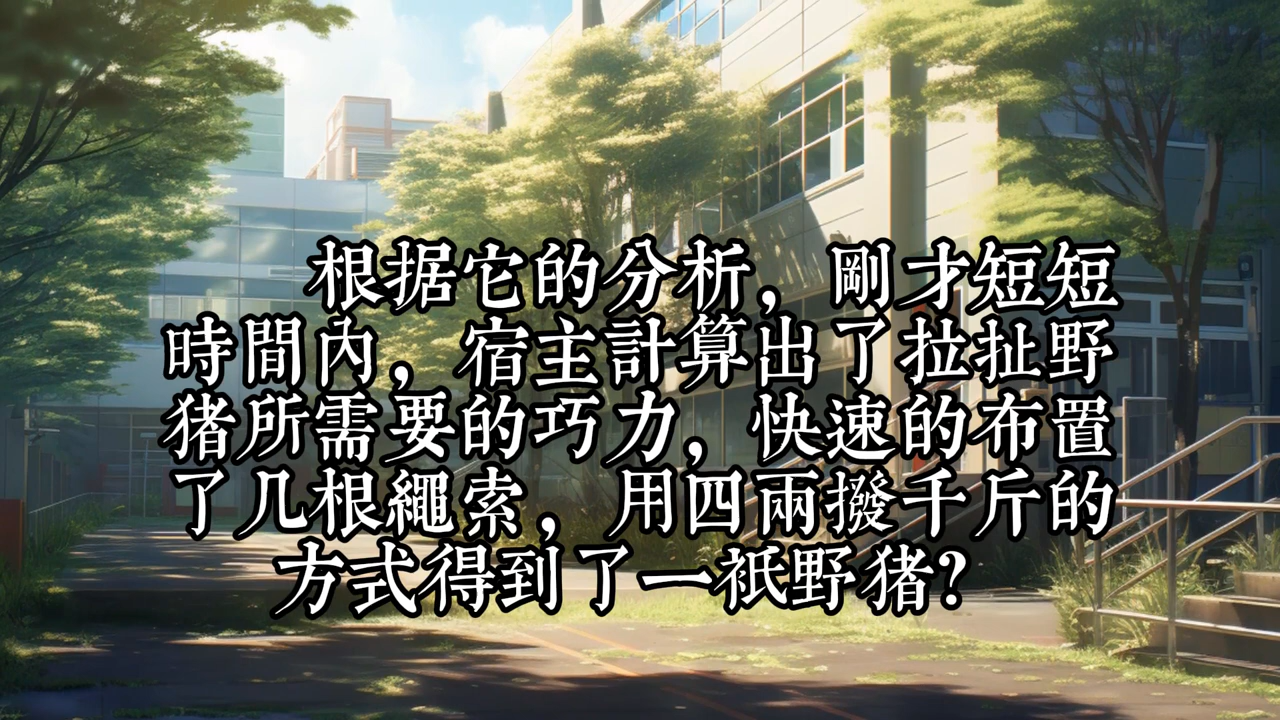 根据它的分析，剛才短短
時間內，宿主計算出了拉扯野
猪所需要的巧力，快速的布置
了几根繩索，用四兩撥千斤的
方式得到了一衹野猪？